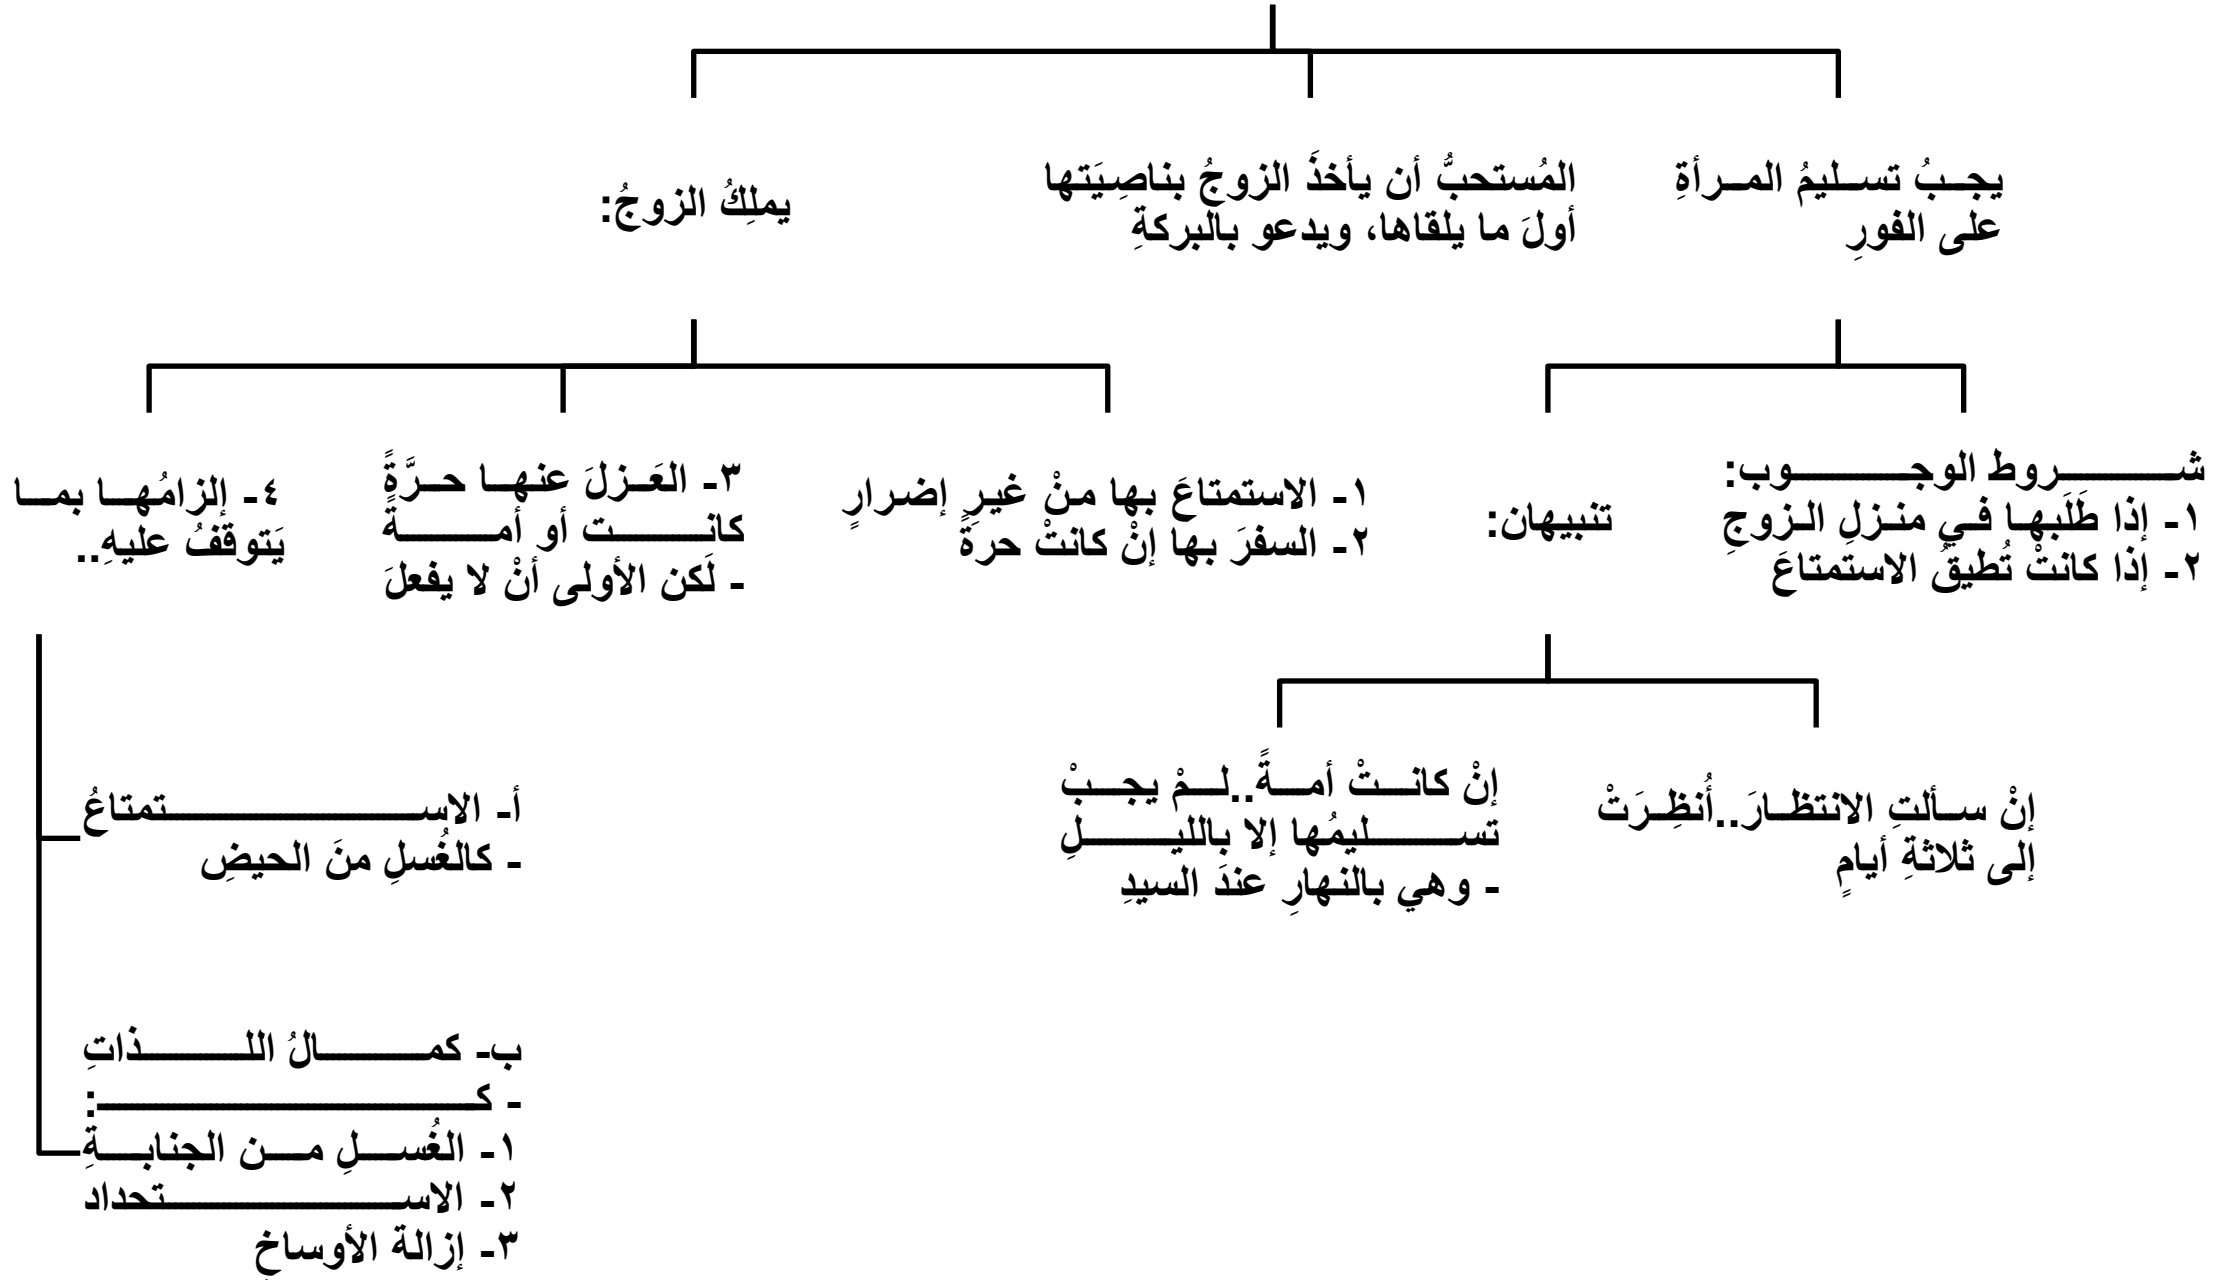 يجبُ تسليمُ المرأةِ
على الفورِ
المُستحبُّ أن يأخذَ الزوجُ بناصِيَتها
أولَ ما يلقاها، ويدعو بالبركةِ
يملِكُ الزوجُ:
شروط الوجوب:
١- إذا طَلَبها في منزلِ الزوجِ
٢- إذا كانتْ تُطيقُ الاستمتاعَ
تنبيهان:
١- الاستمتاعَ بها منْ غيرِ إضرارٍ
٢- السفرَ بها إنْ كانتْ حرةً
٣- العَزلَ عنها حرَّةً
كانت أو أمة
- لَكن الأولى أنْ لا يفعلَ
٤- إلزامُها بما
يَتوقفُ عليهِ..
إنْ سألتِ الانتظارَ..أُنظِرَتْ
إلى ثلاثةِ أيامٍ
إنْ كانتْ أمةً..لمْ يجبْ
تسليمُها إلا بالليلِ
- وهي بالنهارِ عندَ السيدِ
أ- الاستمتاعُ
- كالغُسلِ منَ الحيضِ
ب- كمالُ اللذاتِ
- كـ:
١- الغُسلِ من الجنابةِ
٢- الاستحداد
٣- إزالة الأوساخِ